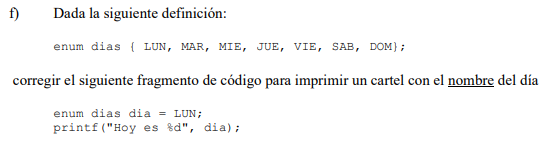 f) Dada la siguiente definición:
enum dias { LUN, MAR, MIE, JUE, VIE, SAB, DOM};
corregir el siguiente fragmento de código para imprimir un cartel con el nombre del día
enum dias dia = LUN;
printf("Hoy es %d", dia);